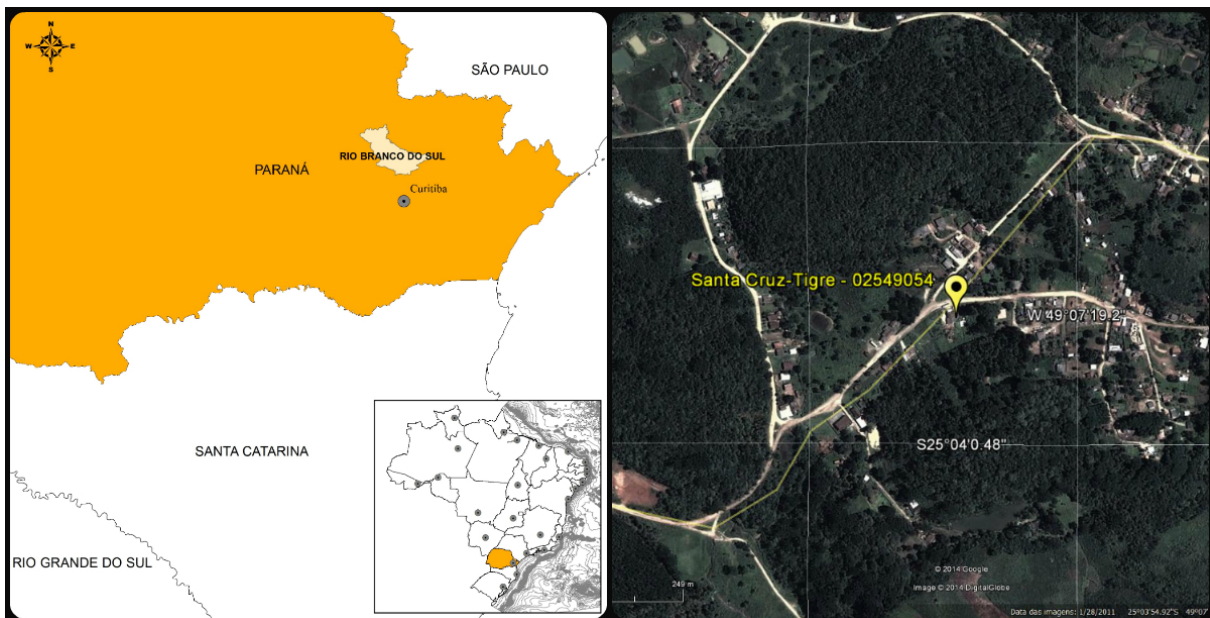 N
W E
S
SÃO PAULO
RIO BRANCO DO SUL
PARANÁ
Curitiba
SANTA CATARINA
RIO GRANDE DO SUL
Santa Cruz-Tigre - 02549054
W 49°07'19.2"
S25°04'0.48"
© 2014 Google
Image © 2014 DigitalGlobe
249 m
Data das imagens: 1/28/2011 25°03'54.92"S 49°07'